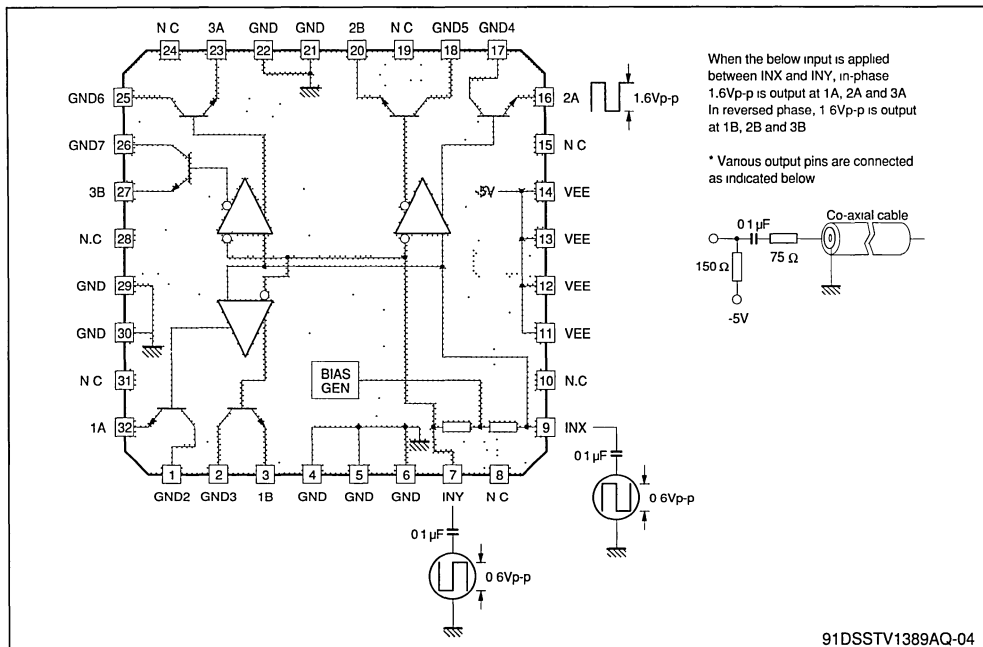 N C 3A GND GND 2B N C GND5 GND4
24 23 22 21 20 19 18 17
GND6 25
GND7 26
3B 27
N.C 28
GND 29
GND 30
N C 31
1A 32
16 2A
15 N C
-5V 14 VEE
13 VEE
12 VEE
11 VEE
10 N.C
9 INX
1.6Vp-p
BIAS
GEN
1 2 3 4 5 6 7 8
GND2 GND3 1B GND GND GND INY N C
0 1 µF
0 6Vp-p
0 1 µF
0 6Vp-p
When the below input is applied
between INX and INY, in-phase
1.6Vp-p is output at 1A, 2A and 3A
In reversed phase, 1 6Vp-p is output
at 1B, 2B and 3B
* Various output pins are connected
as indicated below
0 1 µF
Co-axial cable
150 Ω
75 Ω
-5V
91DSSTV1389AQ-04